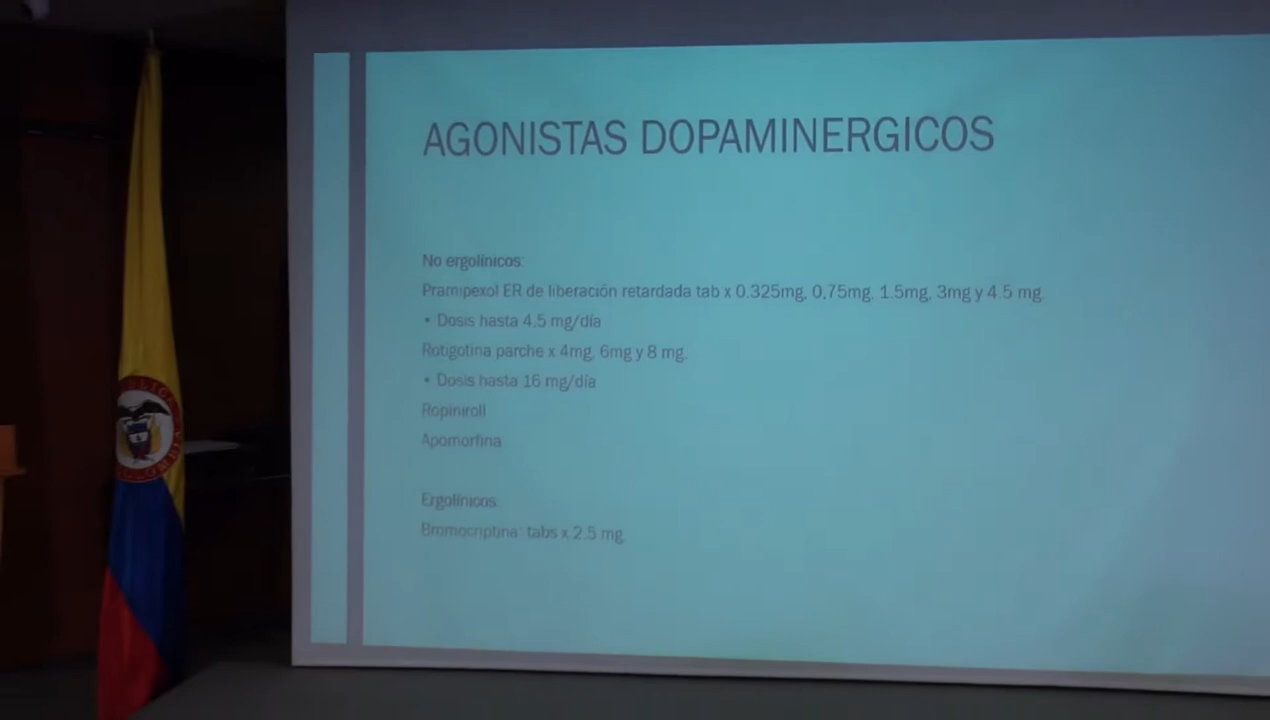 AGONISTAS DOPAMINERGICOS
No ergolínicos:
Pramipexol ER de liberación retardada tab x 0.325mg, 0,75mg, 1.5mg, 3mg y 4.5 mg.
• Dosis hasta 4,5 mg/día
Rotigotina parche x 4mg, 6mg y 8 mg.
• Dosis hasta 16 mg/día
Ropiniroll
Apomorfina
Ergolínicos:
Bromocriptina: tabs x 2.5 mg.
COLOMBIA